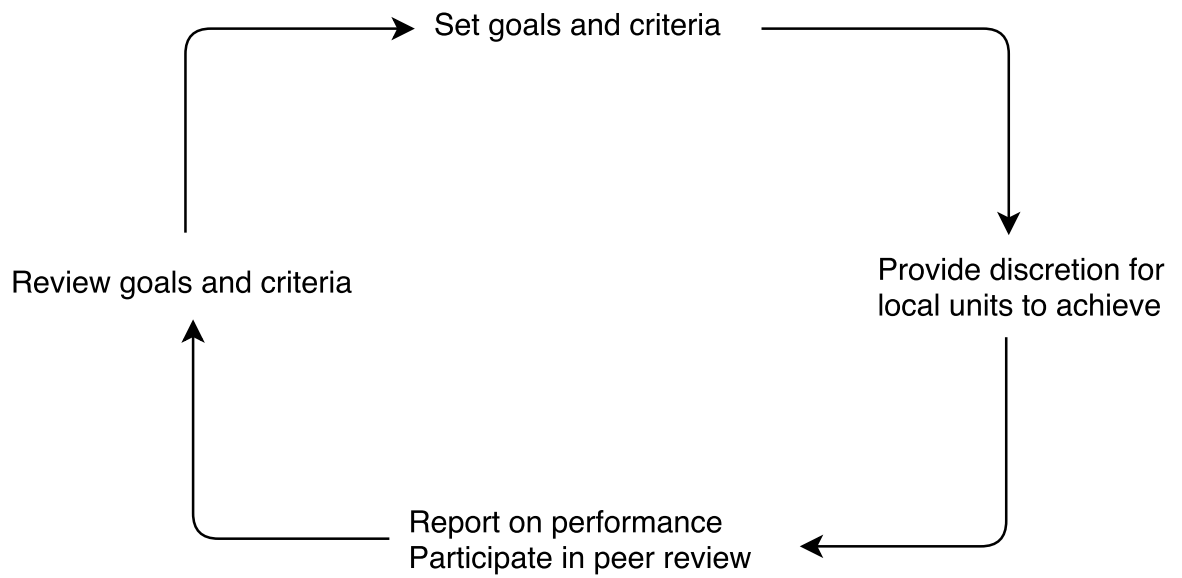 Set goals and criteria
Provide discretion for
local units to achieve
Report on performance
Participate in peer review
Review goals and criteria